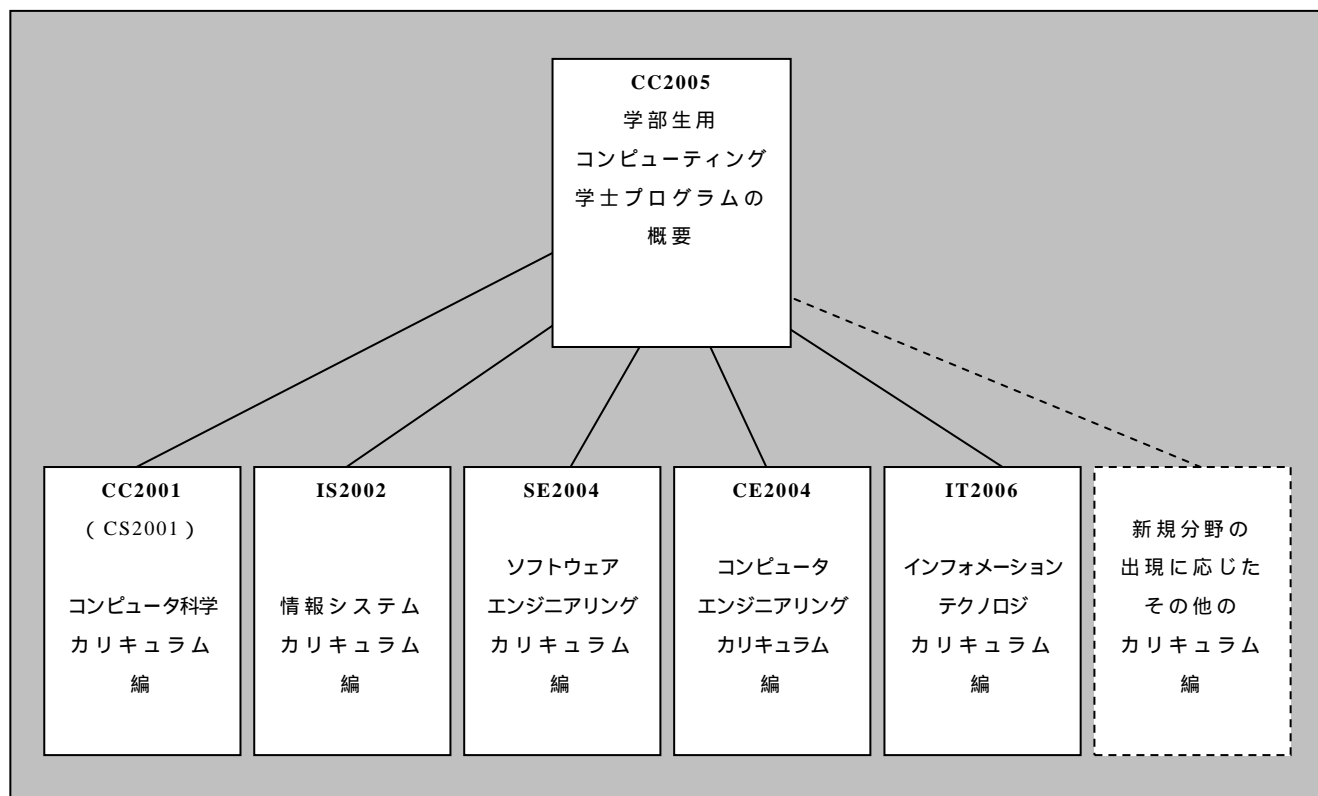 CC2005
学部生用
コンピューティング
学士プログラムの
概要
CC2001
（CS2001）
コンピュータ科学
カリキュラム
編
IS2002
情報システム
カリキュラム
編
SE2004
ソフトウェア
エンジニアリング
カリキュラム
編
CE2004
コンピュータ
エンジニアリング
カリキュラム
編
IT2006
インフォメーション
テクノロジ
カリキュラム
編
新規分野の
出現に応じた
その他の
カリキュラム
編